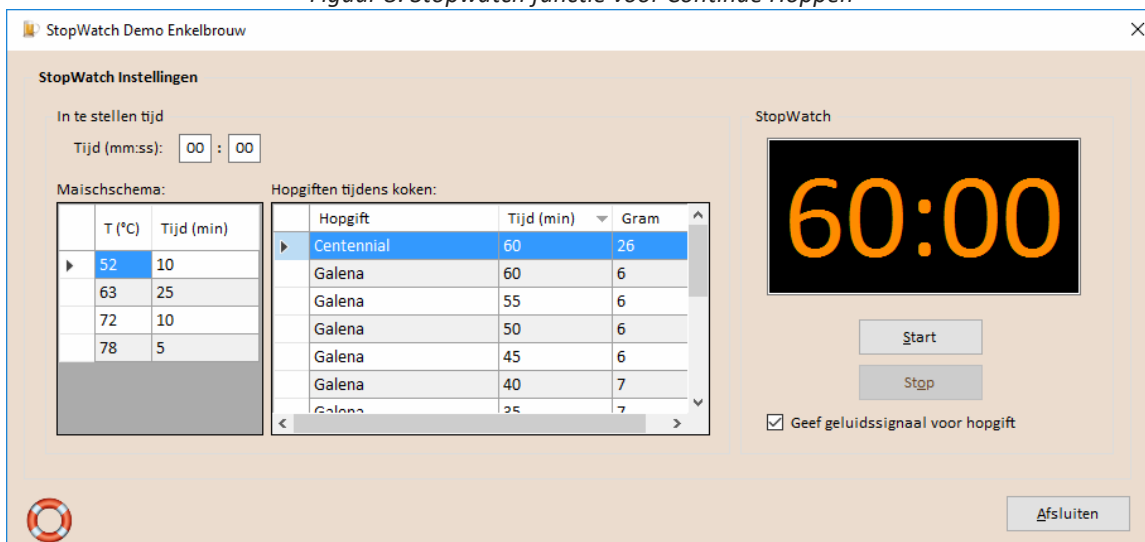 StopWatch Demo Enkelbrouw
StopWatch Instellingen
In te stellen tijd
Tijd (mm:ss): 00 : 00
Maischschema:
T (°C) Tijd (min)
52 10
63 25
72 10
78 5
Hopgiften tijdens koken:
Hopgift Tijd (min) Gram
Centennial 60 26
Galena 60 6
Galena 55 6
Galena 50 6
Galena 45 6
Galena 40 7
Galena 35 7
StopWatch
60:00
Start
Stop
Geef geluidssignaal voor hopgift
Afsluiten